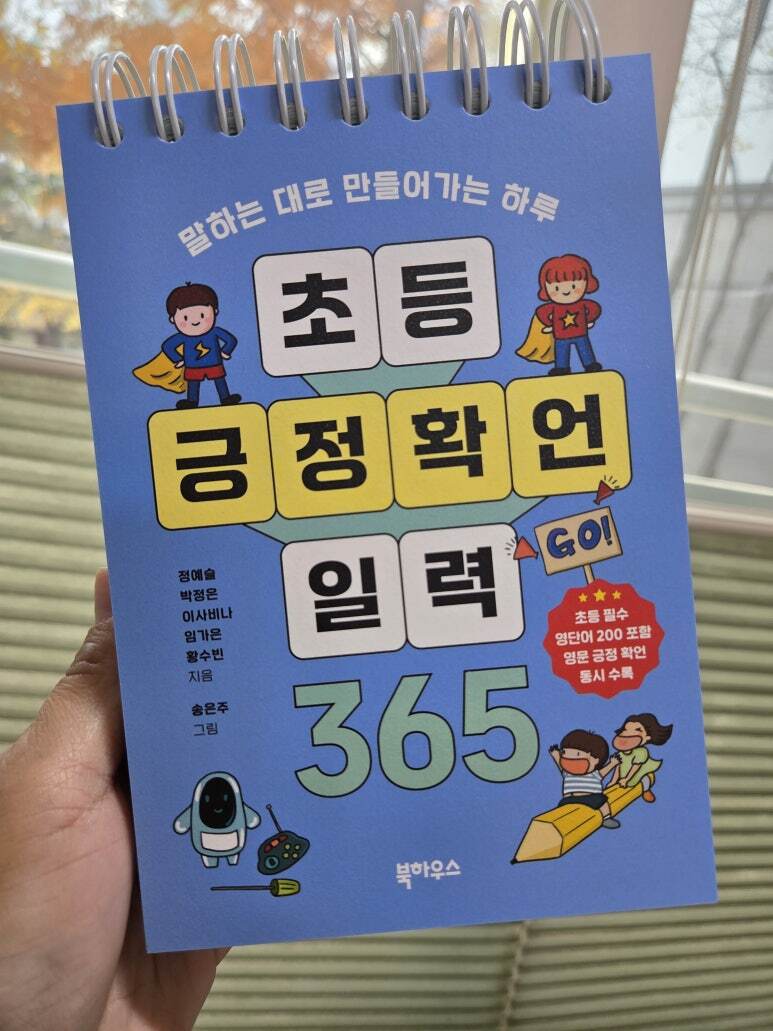 말하는 대로 만들어가는 하루
초등
긍정확언
일력
GO!
365
정예슬
박정은
이사비나
임가은
황수빈
지음
송은주
그림
초등 필수
영단어 200 포함
영문 긍정 확언
동시 수록
북하우스